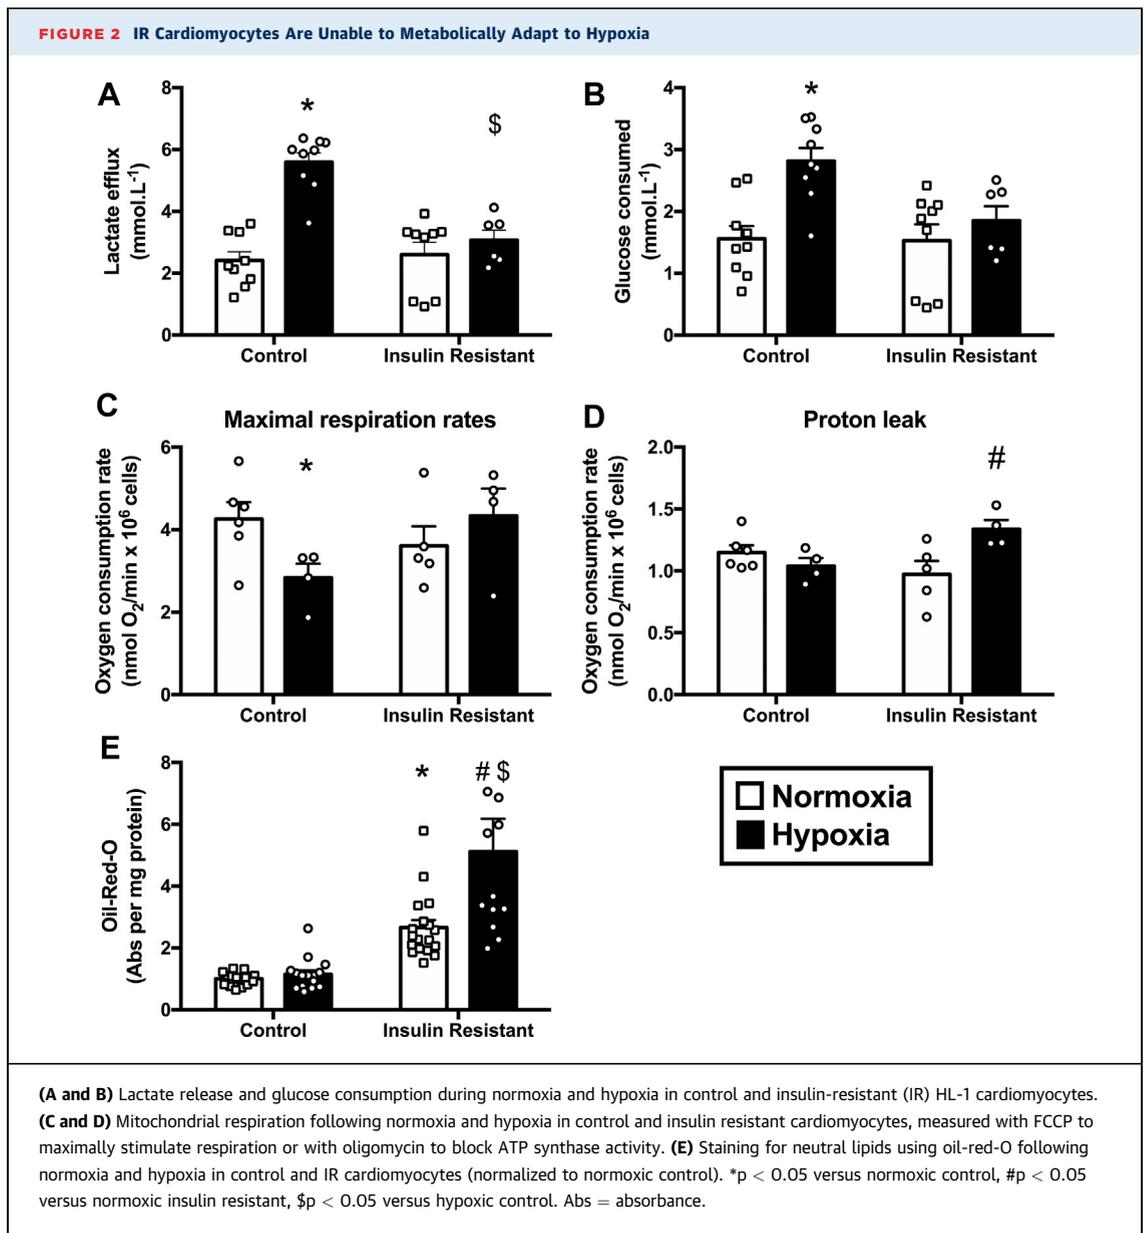 FIGURE 2 IR Cardiomyocytes Are Unable to Metabolically Adapt to Hypoxia
A
Lactate efflux
(mmol.L⁻¹)
8
6
4
2
0
*
$
Control
Insulin Resistant
B
Glucose consumed
(mmol.L⁻¹)
4
3
2
1
0
*
Control
Insulin Resistant
C
Maximal respiration rates
Oxygen consumption rate
(nmol O₂/min x 10⁶ cells)
6
4
2
0
*
Control
Insulin Resistant
D
Proton leak
Oxygen consumption rate
(nmol O₂/min x 10⁶ cells)
2.0
1.5
1.0
0.5
0.0
#
Control
Insulin Resistant
E
Oil-Red-O
(Abs per mg protein)
8
6
4
2
0
*
# $
Control
Insulin Resistant
Normoxia
Hypoxia
(A and B) Lactate release and glucose consumption during normoxia and hypoxia in control and insulin-resistant (IR) HL-1 cardiomyocytes.
(C and D) Mitochondrial respiration following normoxia and hypoxia in control and insulin resistant cardiomyocytes, measured with FCCP to
maximally stimulate respiration or with oligomycin to block ATP synthase activity. (E) Staining for neutral lipids using oil-red-O following
normoxia and hypoxia in control and IR cardiomyocytes (normalized to normoxic control). *p < 0.05 versus normoxic control, #p < 0.05
versus normoxic insulin resistant, $p < 0.05 versus hypoxic control. Abs = absorbance.